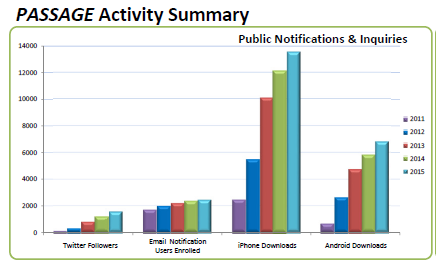 PASSAGE Activity Summary
Public Notifications & Inquiries
14000
12000
10000
8000
6000
4000
2000
0
Twitter Followers
Email Notification
Users Enrolled
iPhone Downloads
Android Downloads
2011
2012
2013
2014
2015